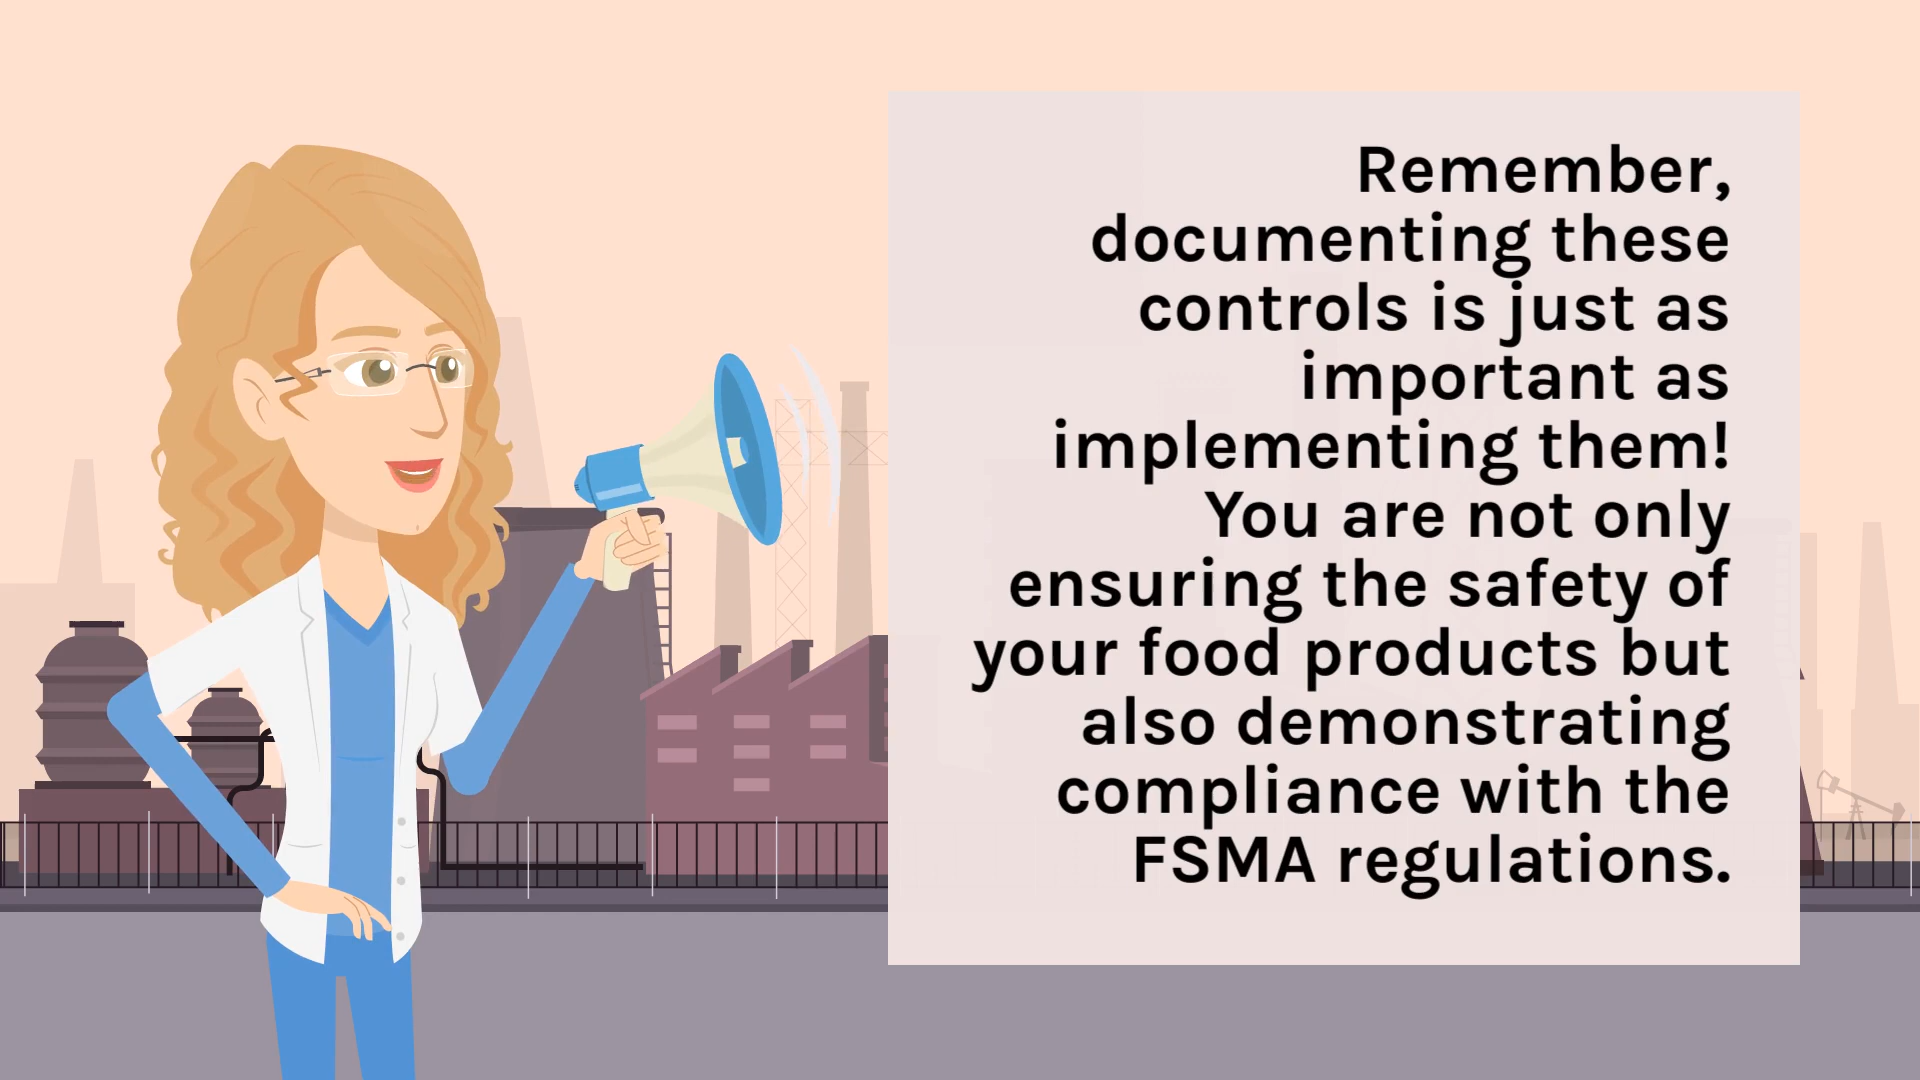 Remember,
documenting these
controls is just as
important as
implementing them!
You are not only
ensuring the safety of
your food products but
also demonstrating
compliance with the
FSMA regulations.